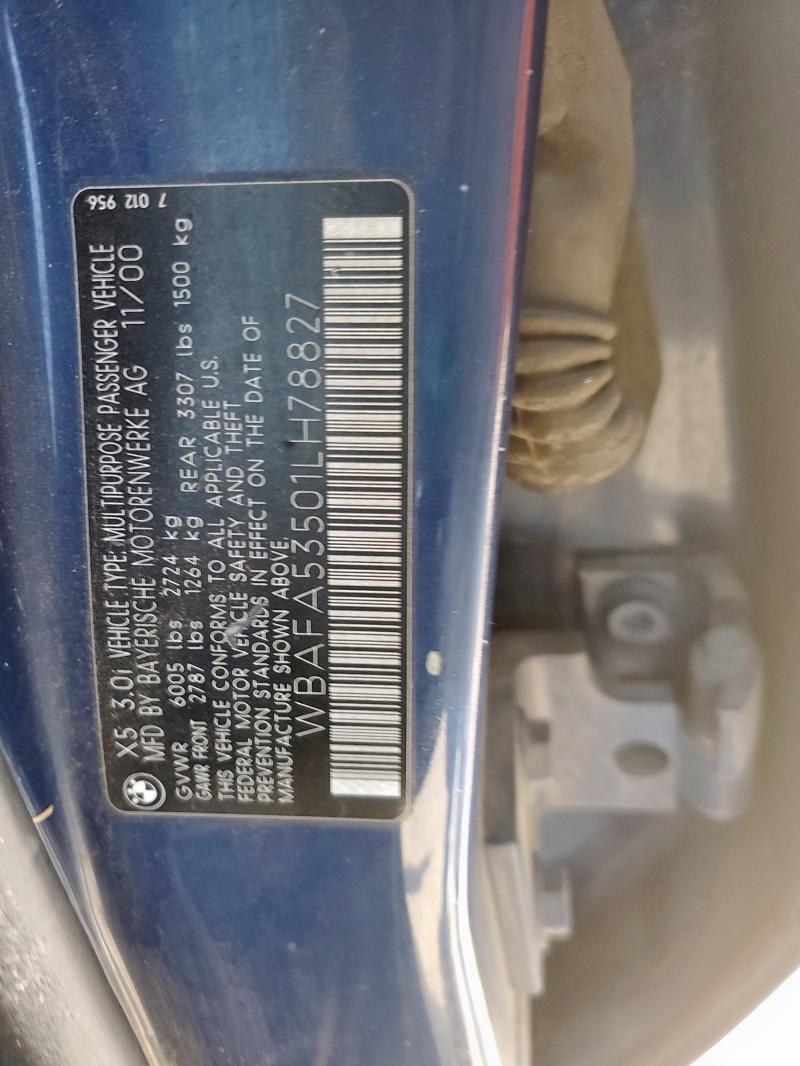 7 012 956
X5 3.0i VEHICLE TYPE: MULTIPURPOSE PASSENGER VEHICLE
MFD BY BAYERISCHE MOTORENWERKE AG 11/00
GVWR 6005 lbs 2724 kg
GAWR FRONT 2787 lbs 1264 kg REAR 3307 lbs 1500 kg
THIS VEHICLE CONFORMS TO ALL APPLICABLE U.S.
FEDERAL MOTOR VEHICLE SAFETY AND THEFT
PREVENTION STANDARDS IN EFFECT ON THE DATE OF
MANUFACTURE SHOWN ABOVE.
WBAFA53501LH78827